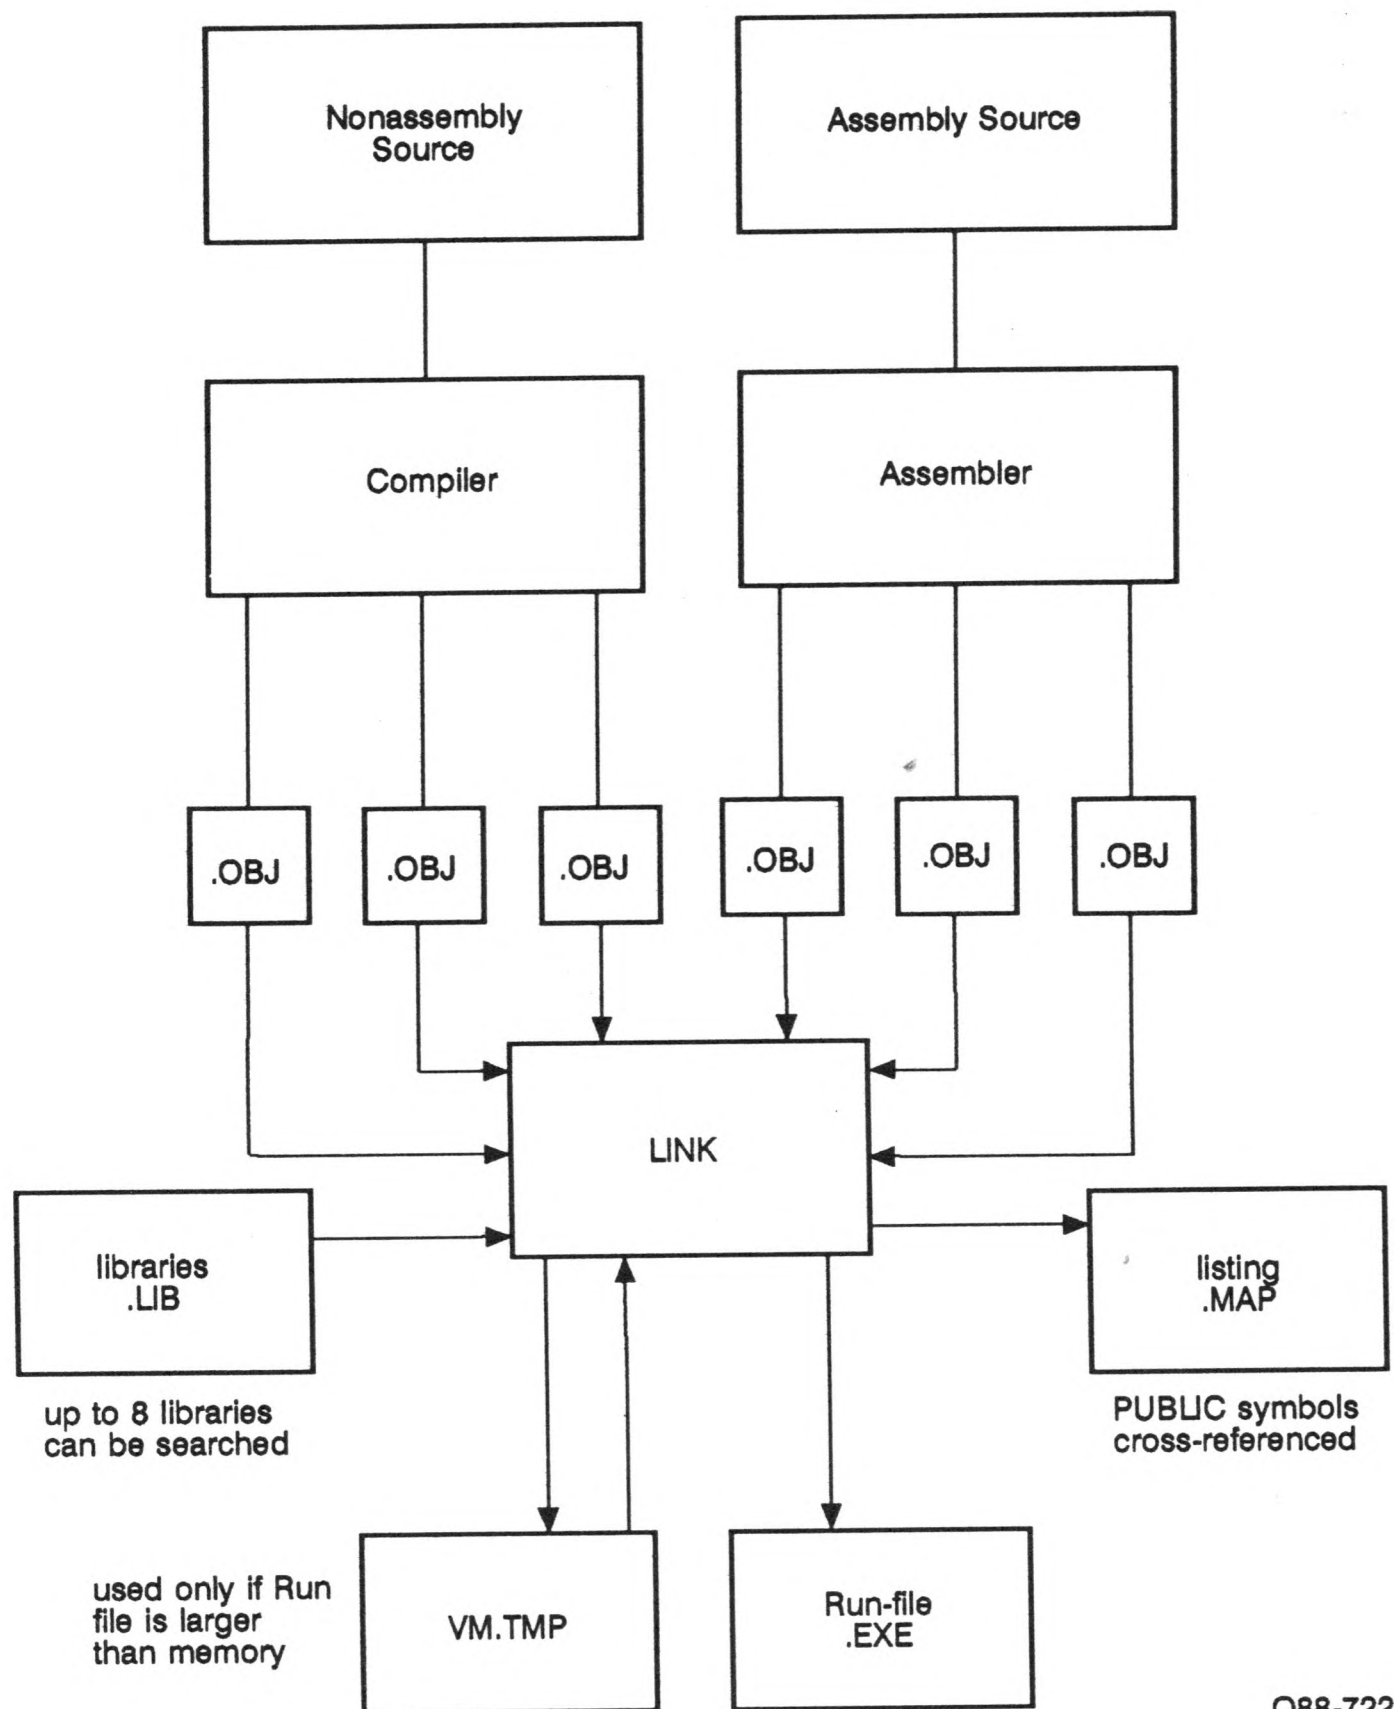 Nonassembly
Source
Assembly Source
Compiler
Assembler
.OBJ
.OBJ
.OBJ
.OBJ
.OBJ
.OBJ
LINK
libraries
.LIB
listing
.MAP
up to 8 libraries
can be searched
PUBLIC symbols
cross-referenced
used only if Run
file is larger
than memory
VM.TMP
Run-file
.EXE
O88-722